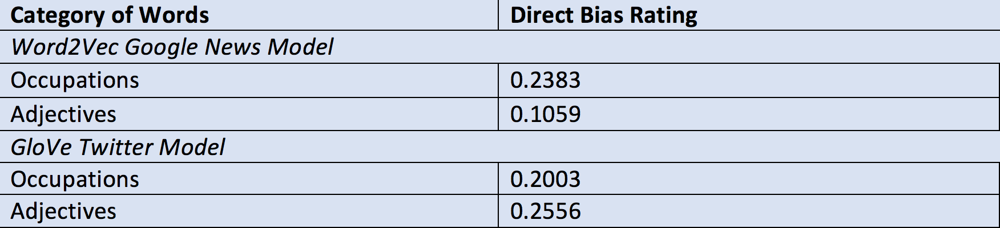 Category of Words Direct Bias Rating
Word2Vec Google News Model
Occupations 0.2383
Adjectives 0.1059
GloVe Twitter Model
Occupations 0.2003
Adjectives 0.2556